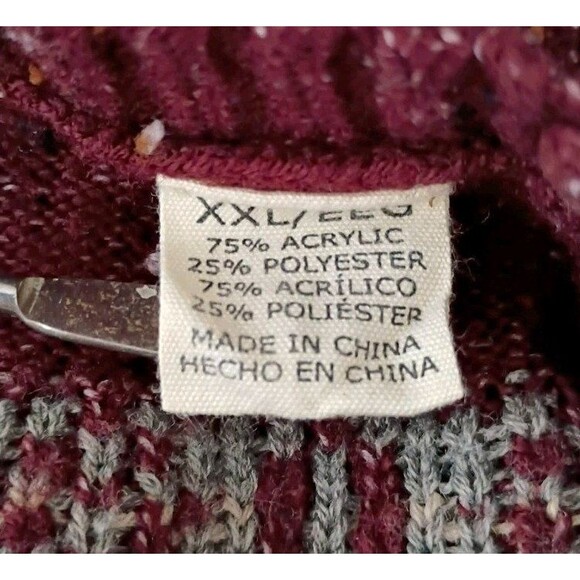 XXL/EEG
75% ACRYLIC
25% POLYESTER
75% ACRÍLICO
25% POLIÉSTER
MADE IN CHINA
HECHO EN CHINA